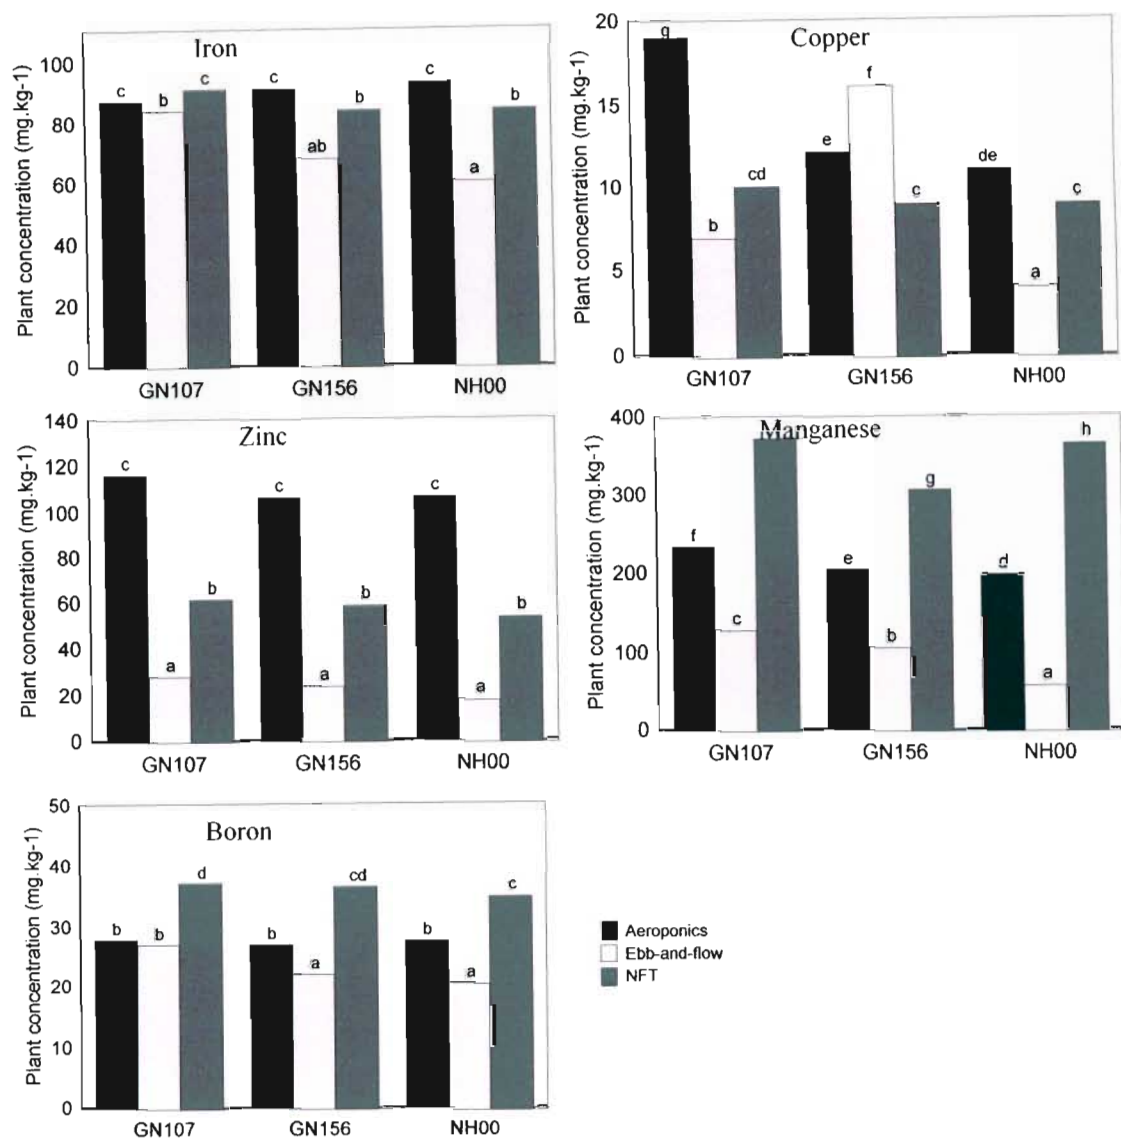 Iron
Plant concentration (mg.kg-1)
100
80
60
40
20
0
c
b
c
c
ab
b
c
a
b
GN107
GN156
NH00
Copper
Plant concentration (mg.kg-1)
20
15
10
5
0
g
b
cd
e
f
c
de
a
c
GN107
GN156
NH00
Zinc
Plant concentration (mg.kg-1)
140
120
100
80
60
40
20
0
c
a
b
c
a
b
c
a
b
GN107
GN156
NH00
Manganese
Plant concentration (mg.kg-1)
400
300
200
100
0
f
c
e
b
g
d
a
h
GN107
GN156
NH00
Boron
Plant concentration (mg.kg-1)
50
40
30
20
10
0
b
b
d
b
a
cd
b
a
c
GN107
GN156
NH00
Aeroponics
Ebb-and-flow
NFT